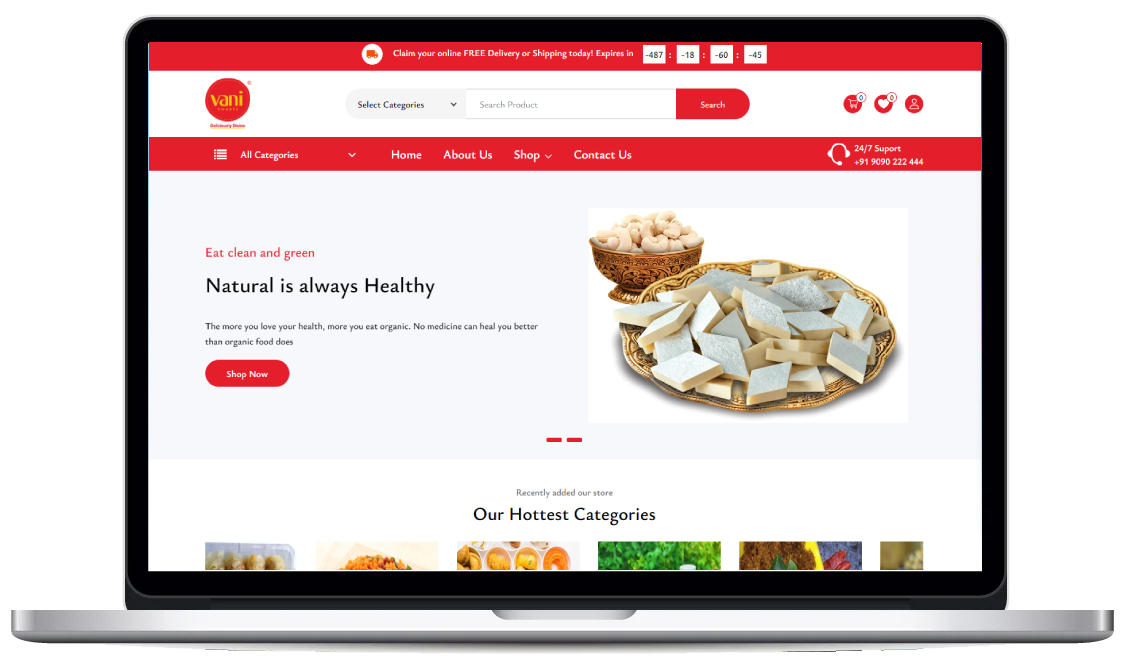 Claim your online FREE Delivery or Shipping today! Expires in -487 : -18 : -60 : -45
vani
SWEETS
Deliciously Divine
®
Select Categories
Search Product
Search
0
0
All Categories
Home
About Us
Shop
Contact Us
24/7 Suport
+91 9090 222 444
Eat clean and green
Natural is always Healthy
The more you love your health, more you eat organic. No medicine can heal you better
than organic food does
Shop Now
Recently added our store
Our Hottest Categories